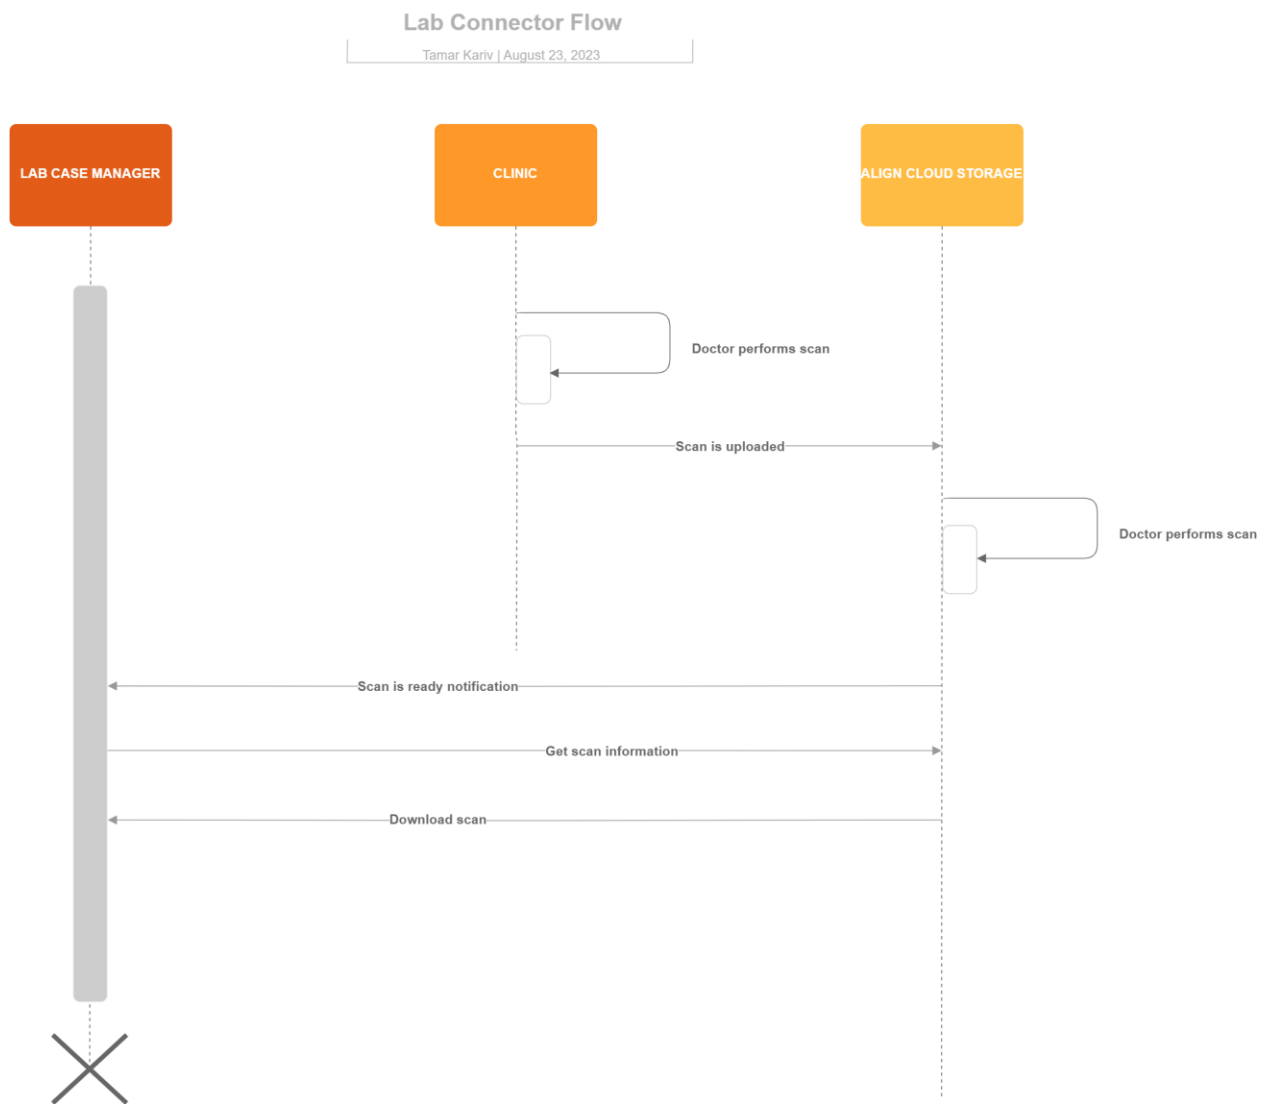 Lab Connector Flow
Tamar Kariv | August 23, 2023
LAB CASE MANAGER
CLINIC
ALIGN CLOUD STORAGE
Doctor performs scan
Scan is uploaded
Doctor performs scan
Scan is ready notification
Get scan information
Download scan